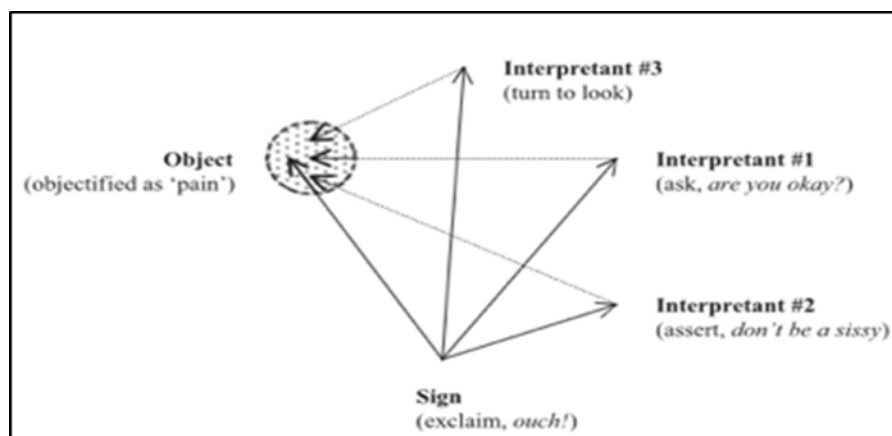 Interpretant #3
(turn to look)
Object
(objectified as ‘pain’)
Interpretant #1
(ask, are you okay?)
Interpretant #2
(assert, don’t be a sissy)
Sign
(exclaim, ouch!)